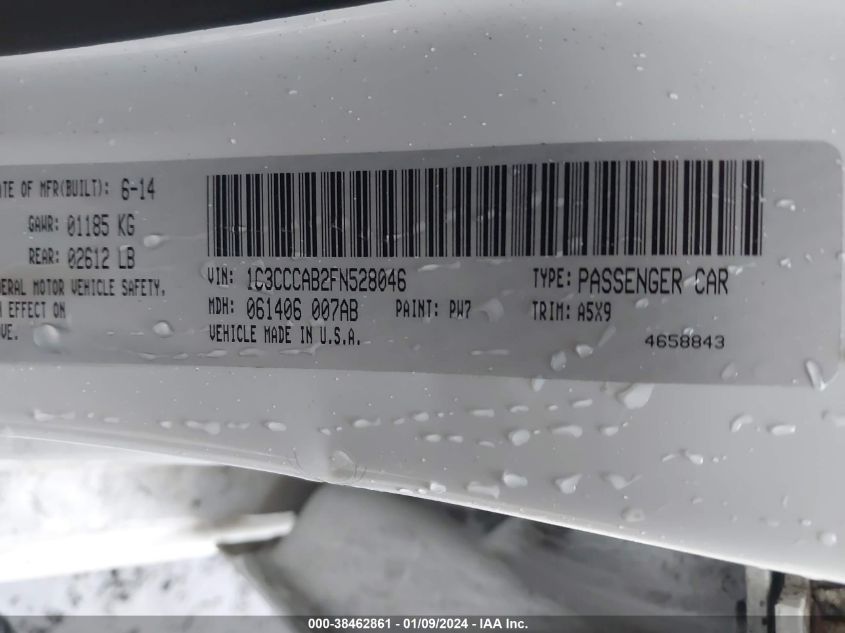 ATE OF MFR(BUILT): 6-14
GAWR: 01185 KG
REAR: 02612 LB
ERAL MOTOR VEHICLE SAFETY,
EFFECT ON
VE.
VIN: 1C3CCCAB2FN528046 TYPE: PASSENGER CAR
MDH: 061406 007AB PAINT: PW7 TRIM: A5X9
VEHICLE MADE IN U.S.A.
4658843
000-38462861 - 01/09/2024 - IAA Inc.